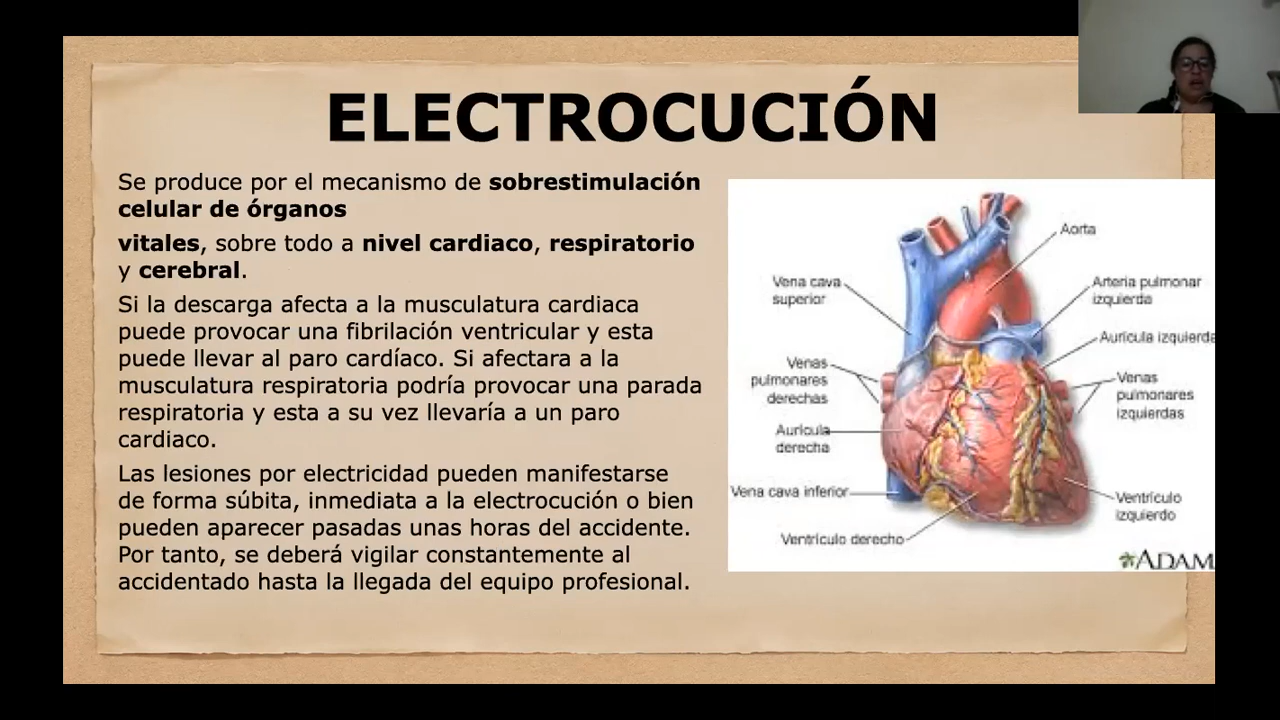 ELECTROCUCIÓN
Se produce por el mecanismo de sobrestimulación
celular de órganos
vitales, sobre todo a nivel cardiaco, respiratorio
y cerebral.
Si la descarga afecta a la musculatura cardiaca
puede provocar una fibrilación ventricular y esta
puede llevar al paro cardíaco. Si afectara a la
musculatura respiratoria podría provocar una parada
respiratoria y esta a su vez llevaría a un paro
cardiaco.
Las lesiones por electricidad pueden manifestarse
de forma súbita, inmediata a la electrocución o bien
pueden aparecer pasadas unas horas del accidente.
Por tanto, se deberá vigilar constantemente al
accidentado hasta la llegada del equipo profesional.
Aorta
Vena cava
superior
Arteria pulmonar
izquierda
Aurícula izquierda
Venas
pulmonares
derechas
Venas
pulmonares
izquierdas
Aurícula
derecha
Vena cava inferior
Ventrículo
izquierdo
Ventrículo derecho
ADAM